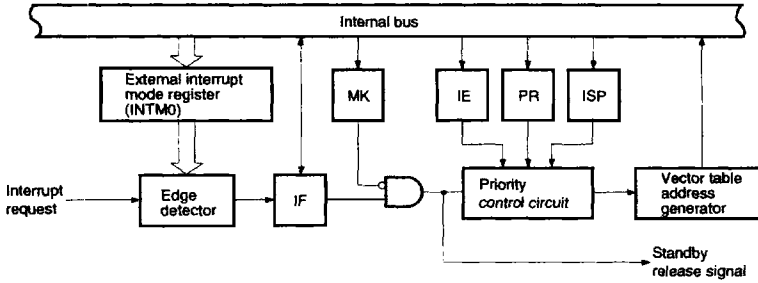 Internal bus
External interrupt
mode register
(INTM0)
MK
IE
PR
ISP
Interrupt
request
Edge
detector
IF
Priority
control circuit
Vector table
address
generator
Standby
release signal